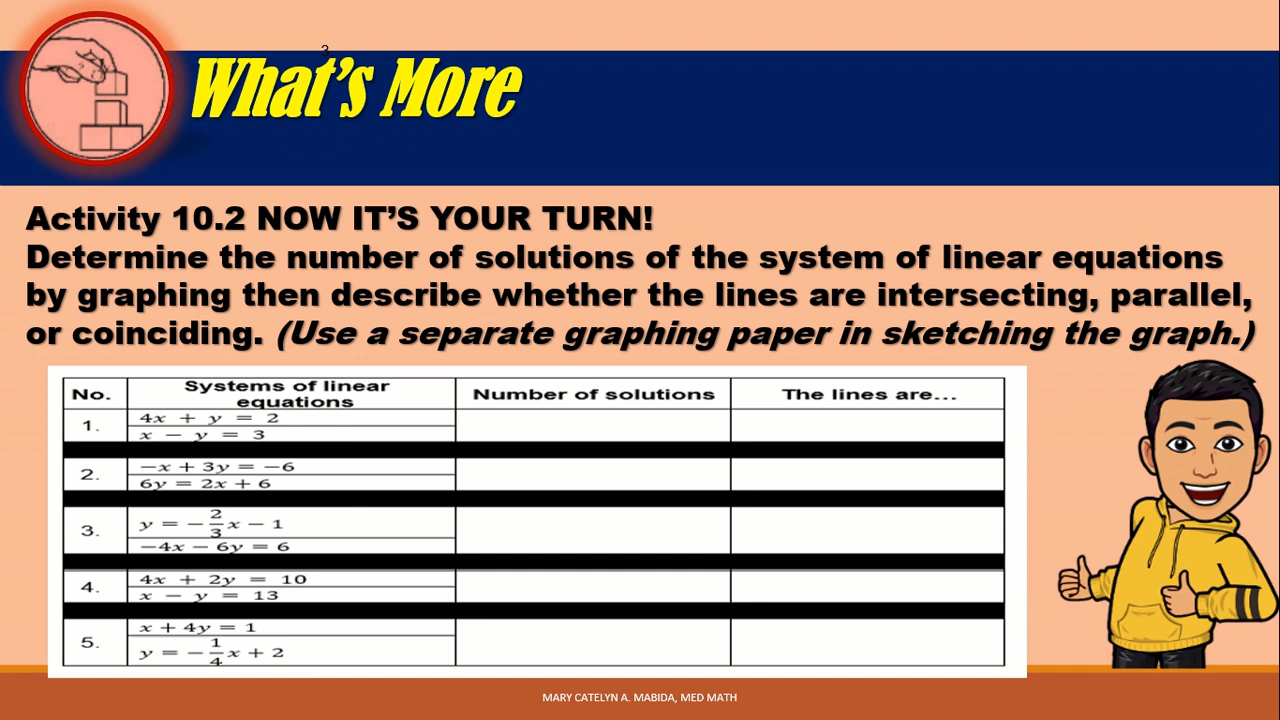 3
What's More
Activity 10.2 NOW IT'S YOUR TURN!
Determine the number of solutions of the system of linear equations
by graphing then describe whether the lines are intersecting, parallel,
or coinciding. (Use a separate graphing paper in sketching the graph.)
No. Systems of linear equations Number of solutions The lines are...
1. 4x + y = 2
x − y = 3
2. −x + 3y = −6
6y = 2x + 6
3. y = −2/3x − 1
−4x − 6y = 6
4. 4x + 2y = 10
x − y = 13
5. x + 4y = 1
y = −1/4x + 2
MARY CATELYN A. MABIDA, MED MATH